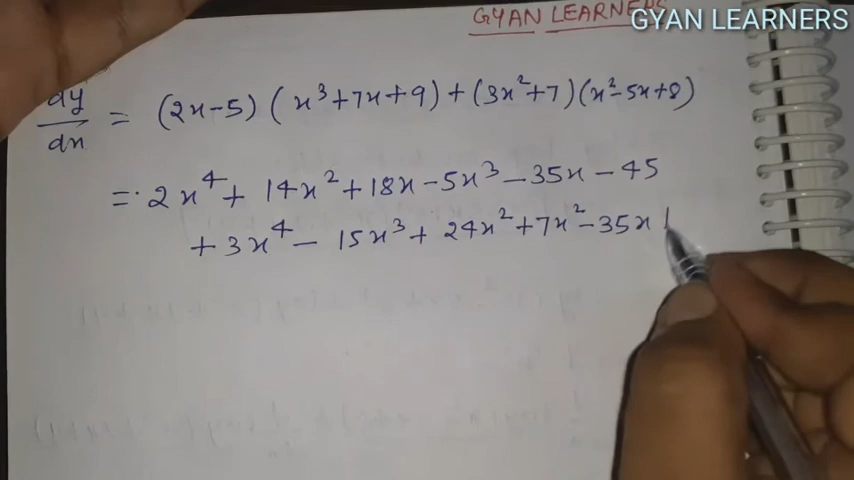 GYAN LEARNERS
GYAN LEARNERS
dy/dx = (2x-5) (x³+7x+9) + (3x²+7)(x²-5x+8)
= 2x⁴ + 14x² + 18x - 5x³ - 35x - 45
+ 3x⁴ - 15x³ + 24x² + 7x² - 35x